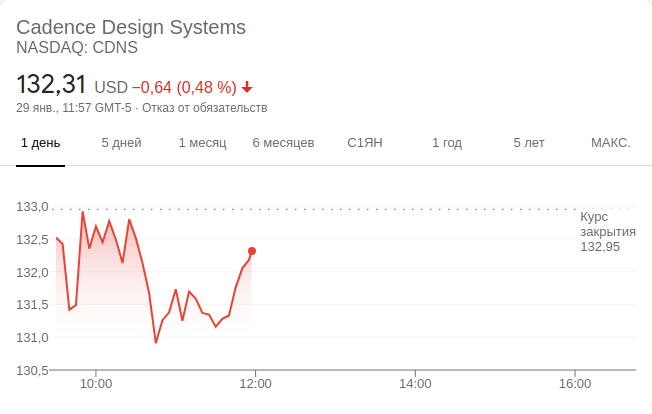 Cadence Design Systems
NASDAQ: CDNS
132,31 USD −0,64 (0,48 %)
29 янв., 11:57 GMT-5 · Отказ от обязательств
1 день 5 дней 1 месяц 6 месяцев С1ЯН 1 год 5 лет МАКС.
133,0
Курс
закрытия
132,95
132,5
132,0
131,5
131,0
130,5
10:00 12:00 14:00 16:00